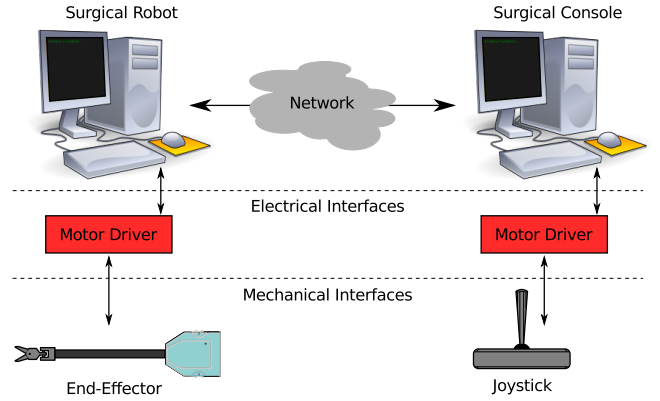 Surgical Robot
Surgical Console
Network
Electrical Interfaces
Motor Driver
Motor Driver
Mechanical Interfaces
End-Effector
Joystick